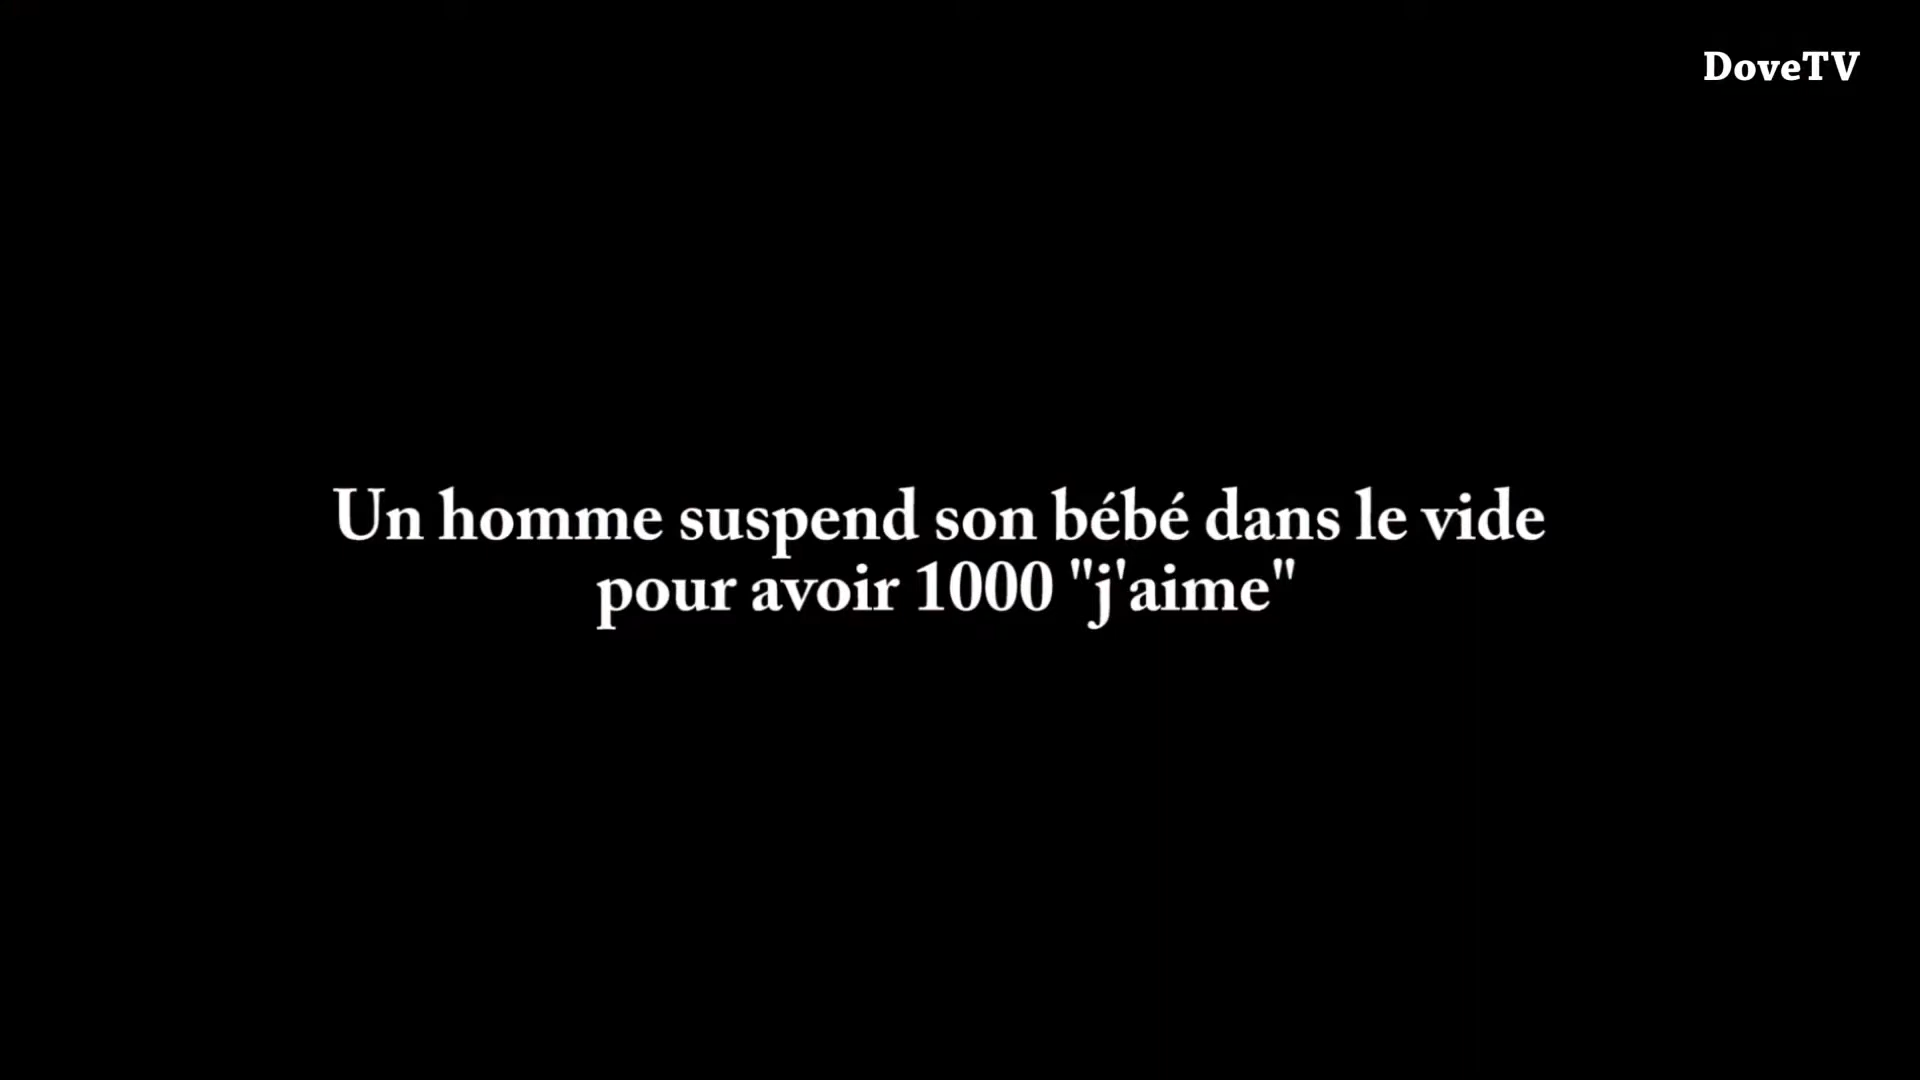 DoveTV
Un homme suspend son bébé dans le vide
pour avoir 1000 "j'aime"